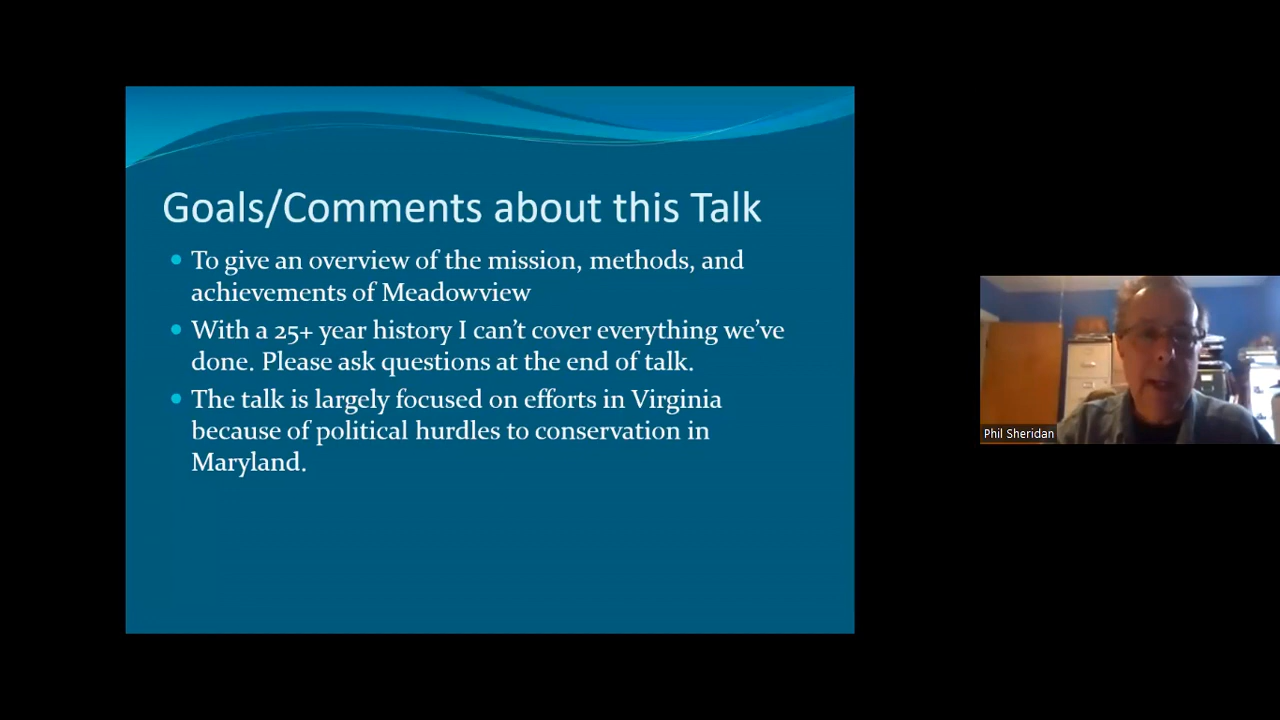 Goals/Comments about this Talk
To give an overview of the mission, methods, and
achievements of Meadowview
With a 25+ year history I can’t cover everything we’ve
done. Please ask questions at the end of talk.
The talk is largely focused on efforts in Virginia
because of political hurdles to conservation in
Maryland.
Phil Sheridan